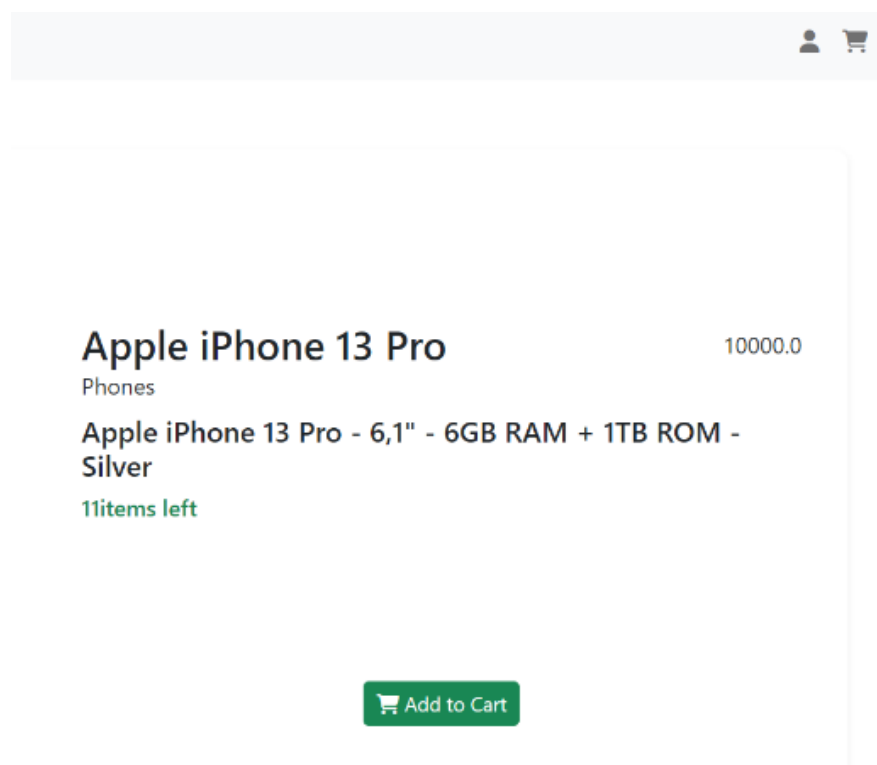 Apple iPhone 13 Pro
10000.0
Phones
Apple iPhone 13 Pro - 6,1" - 6GB RAM + 1TB ROM -
Silver
11items left
Add to Cart